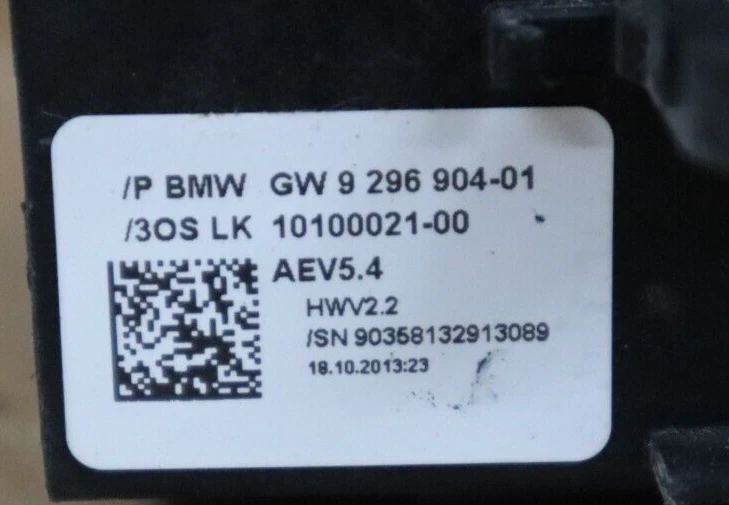 /P BMW GW 9 296 904-01
/3OS LK 10100021-00
AEV5.4
HWV2.2
/SN 90358132913089
18.10.2013:23